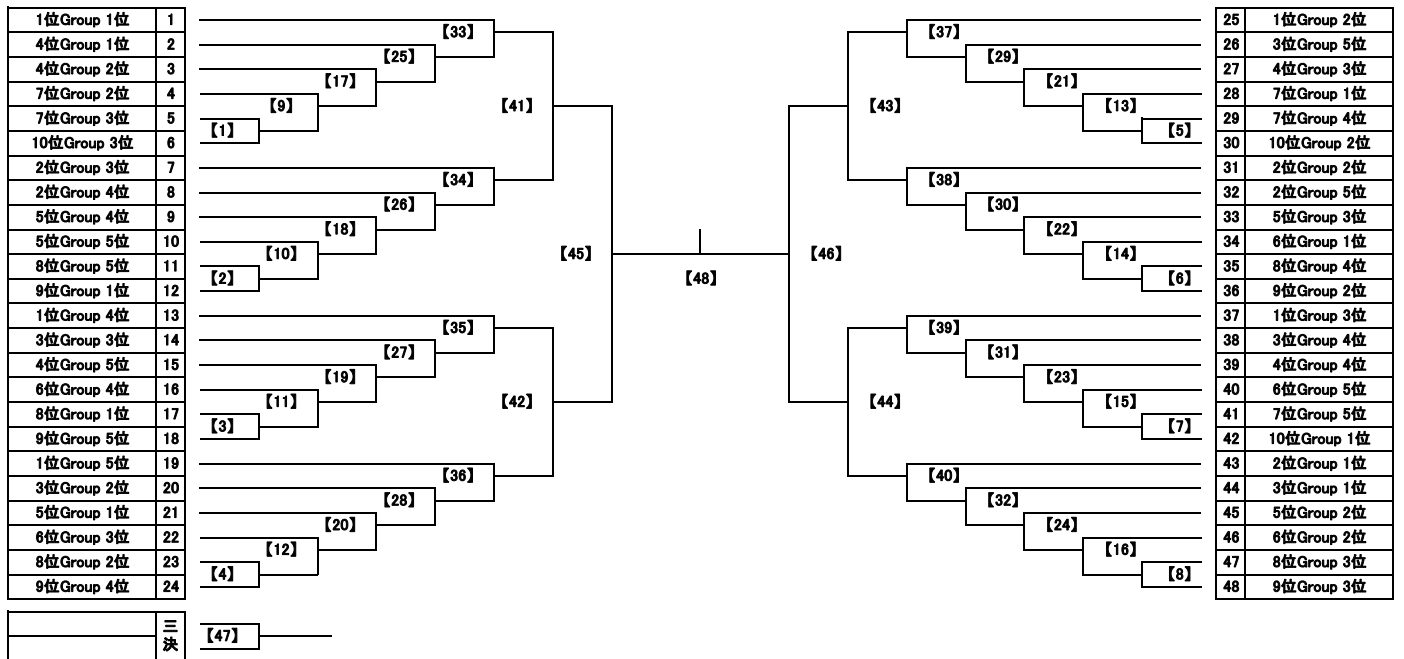 1位Group 1位 1 【33】 【37】 25 1位Group 2位
4位Group 1位 2 【25】 【29】 26 3位Group 5位
4位Group 2位 3 【17】 【21】 27 4位Group 3位
7位Group 2位 4 【9】 【41】 【43】 【13】 28 7位Group 1位
7位Group 3位 5 【1】 【5】 29 7位Group 4位
10位Group 3位 6 30 10位Group 2位
2位Group 3位 7 【34】 【38】 31 2位Group 2位
2位Group 4位 8 【26】 【30】 32 2位Group 5位
5位Group 4位 9 【18】 【22】 33 5位Group 3位
5位Group 5位 10 【10】 【45】 【46】 【14】 34 6位Group 1位
8位Group 5位 11 【2】 【48】 【6】 35 8位Group 4位
9位Group 1位 12 36 9位Group 2位
1位Group 4位 13 【35】 【39】 37 1位Group 3位
3位Group 3位 14 【27】 【31】 38 3位Group 4位
4位Group 5位 15 【19】 【23】 39 4位Group 4位
6位Group 4位 16 【11】 【42】 【44】 【15】 40 6位Group 5位
8位Group 1位 17 【3】 【7】 41 7位Group 5位
9位Group 5位 18 42 10位Group 1位
1位Group 5位 19 【36】 【40】 43 2位Group 1位
3位Group 2位 20 【28】 【32】 44 3位Group 1位
5位Group 1位 21 【20】 【24】 45 5位Group 2位
6位Group 3位 22 【12】 【16】 46 6位Group 2位
8位Group 2位 23 【4】 【8】 47 8位Group 3位
9位Group 4位 24 48 9位Group 3位
三決 【47】